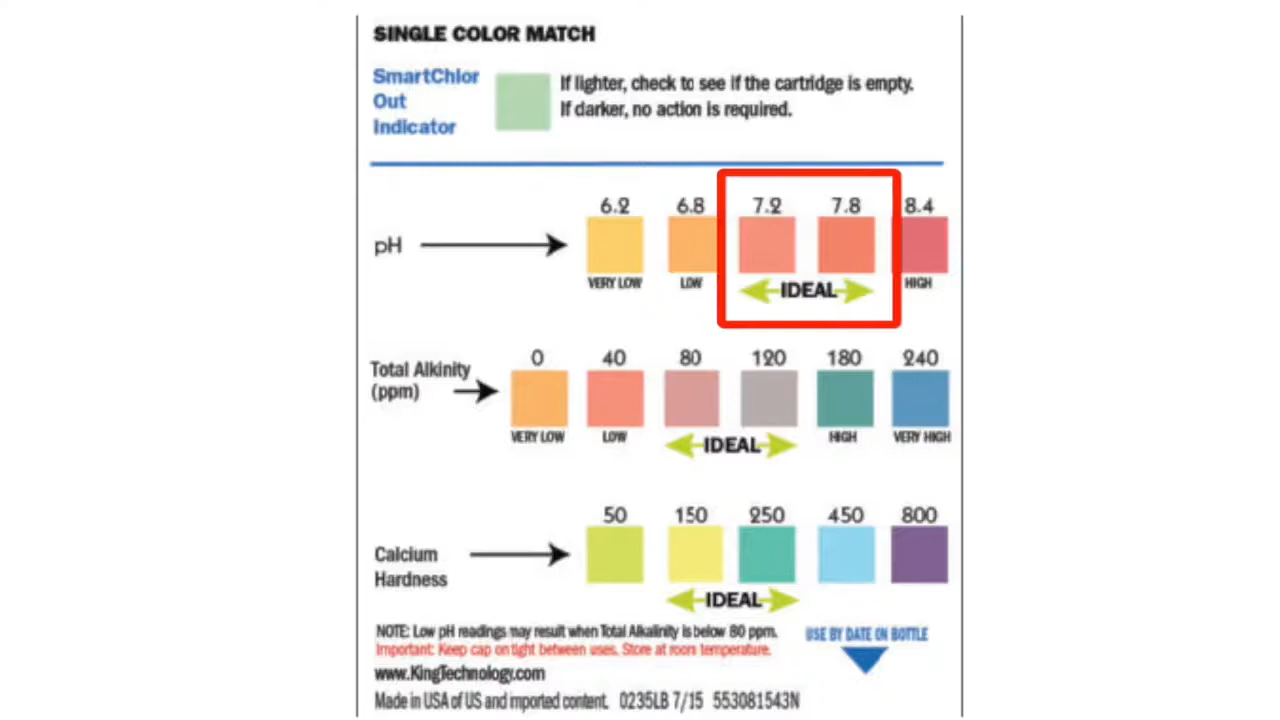 SINGLE COLOR MATCH
SmartChlor
Out
Indicator
If lighter, check to see if the cartridge is empty.
If darker, no action is required.
6.2 6.8 7.2 7.8 8.4
pH
VERY LOW LOW IDEAL HIGH
0 40 80 120 180 240
Total Alkinity
(ppm)
VERY LOW LOW IDEAL HIGH VERY HIGH
50 150 250 450 800
Calcium
Hardness
IDEAL
NOTE: Low pH readings may result when Total Alkalinity is below 80 ppm.
Important: Keep cap on tight between uses. Store at room temperature.
USE BY DATE ON BOTTLE
www.KingTechnology.com
Made in USA of US and imported content. 0235LB 7/15 553081543N